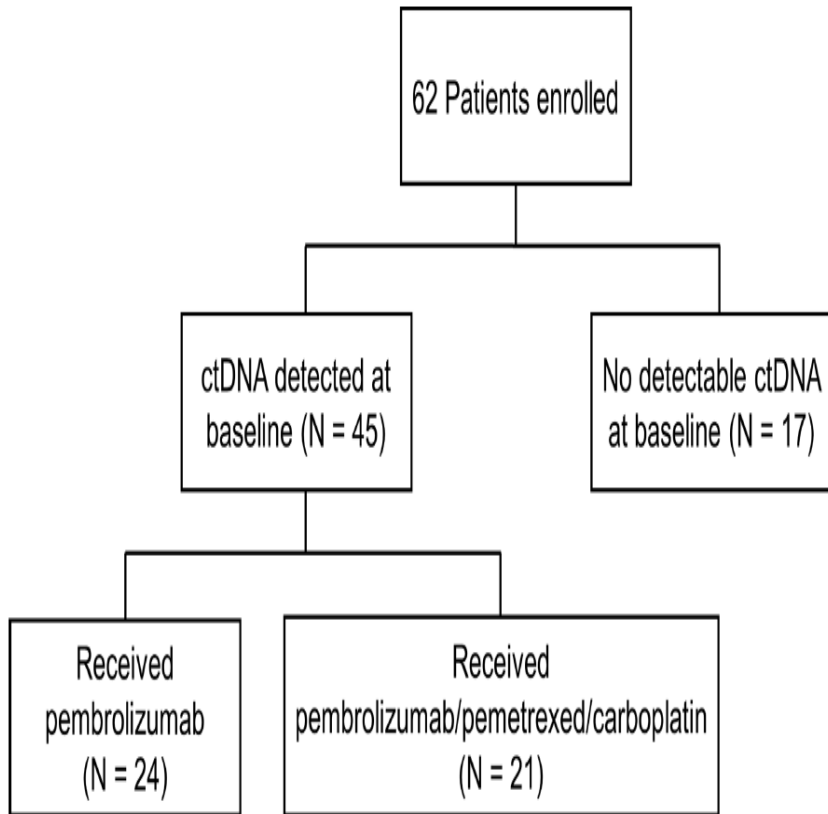 62 Patients enrolled
ctDNA detected at
baseline (N = 45)
No detectable ctDNA
at baseline (N = 17)
Received
pembrolizumab
(N = 24)
Received
pembrolizumab/pemetrexed/carboplatin
(N = 21)